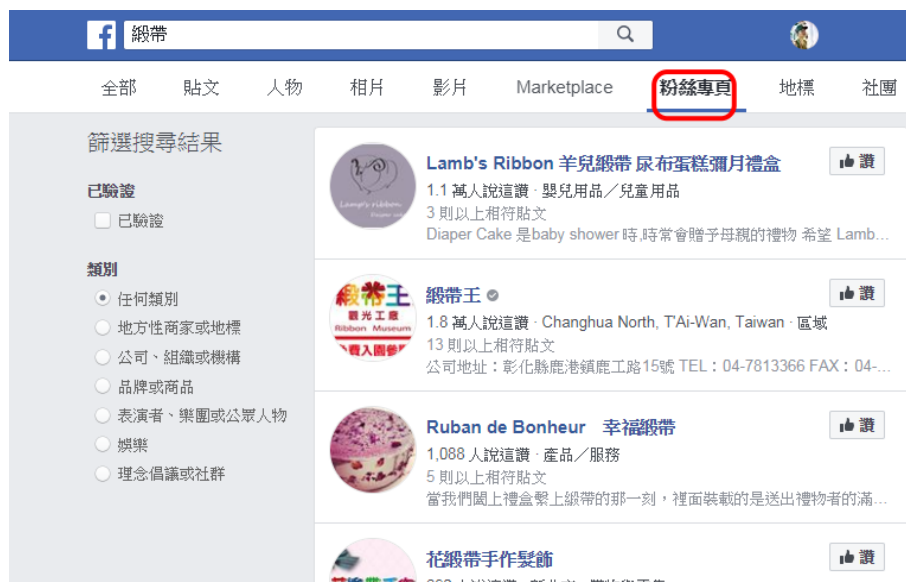 緞帶
全部 貼文 人物 相片 影片 Marketplace 粉絲專頁 地標 社團
篩選搜尋結果
已驗證
已驗證
類別
任何類別
地方性商家或地標
公司、組織或機構
品牌或商品
表演者、樂團或公眾人物
娛樂
理念倡議或社群
Lamb's Ribbon 羊兒緞帶 尿布蛋糕彌月禮盒
讚
1.1 萬人說這讚 · 嬰兒用品／兒童用品
3 則以上相符貼文
Diaper Cake 是baby shower 時,時常會贈予母親的禮物 希望 Lamb...
緞帶王
觀光工廠
Ribbon Museum
緞帶王
讚
1.8 萬人說這讚 · Changhua North, T'Ai-Wan, Taiwan · 區域
13 則以上相符貼文
公司地址：彰化縣鹿港鎮鹿工路15號 TEL：04-7813366 FAX：04-...
Ruban de Bonheur 幸福緞帶
讚
1,088 人說這讚 · 產品／服務
5 則以上相符貼文
當我們闔上禮盒繫上緞帶的那一刻，裡面裝載的是送出禮物者的滿...
花緞帶手作髮飾
讚